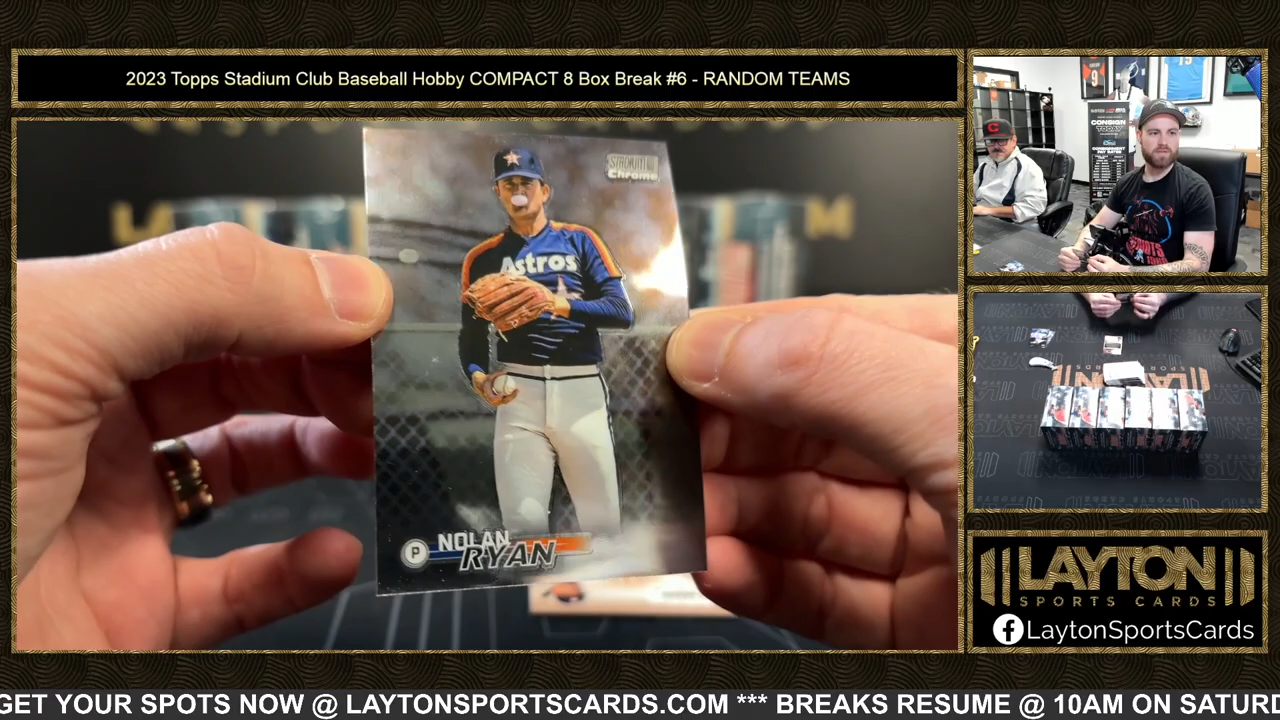 2023 Topps Stadium Club Baseball Hobby COMPACT 8 Box Break #6 - RANDOM TEAMS
STADIUM
Chrome
Astros
P
NOLAN
RYAN
C
CONSIGN
TODAY
9
LAYTON
SPORTS CARDS
f LaytonSportsCards
GET YOUR SPOTS NOW @ LAYTONSPORTSCARDS.COM *** BREAKS RESUME @ 10AM ON SATURD